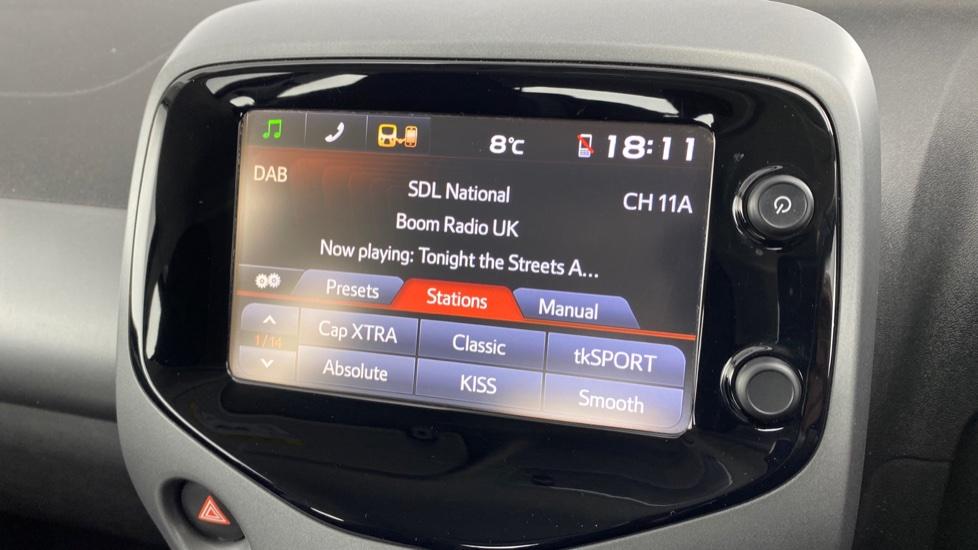 8°C 18:11
DAB
SDL National
CH 11A
Boom Radio UK
Now playing: Tonight the Streets A...
Presets Stations Manual
1/14
Cap XTRA Classic tkSPORT
Absolute KISS Smooth